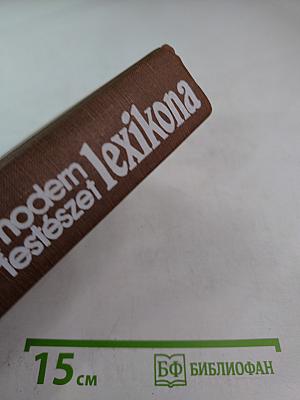 modern
festészet
lexikona
15 см
БФ БИБЛИОФАН